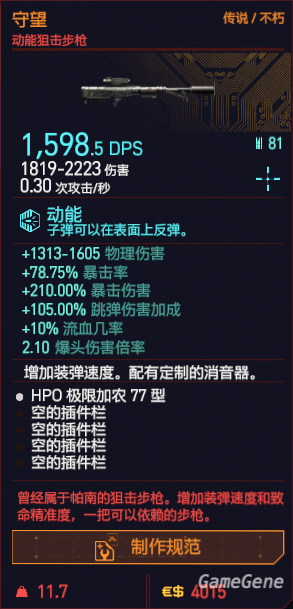 守望
传说 / 不朽
动能狙击步枪
1,598.5 DPS
81
1819-2223 伤害
0.30 次攻击/秒
动能
子弹可以在表面上反弹。
+1313-1605 物理伤害
+78.75% 暴击率
+210.00% 暴击伤害
+105.00% 跳弹伤害加成
+10% 流血几率
2.10 爆头伤害倍率
增加装弹速度。配有定制的消音器。
HPO 极限加农 77 型
空的插件栏
空的插件栏
空的插件栏
空的插件栏
曾经属于帕南的狙击步枪。增加装弹速度和致
命精准度，一把可以依赖的步枪。
制作规范
11.7
€$ 4015
GameGene